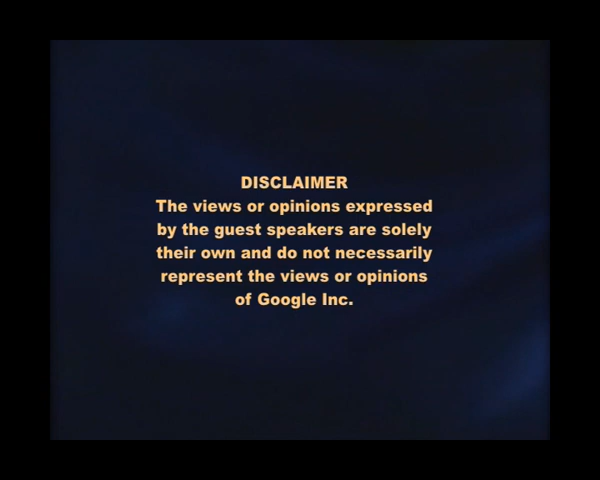 DISCLAIMER
The views or opinions expressed
by the guest speakers are solely
their own and do not necessarily
represent the views or opinions
of Google Inc.